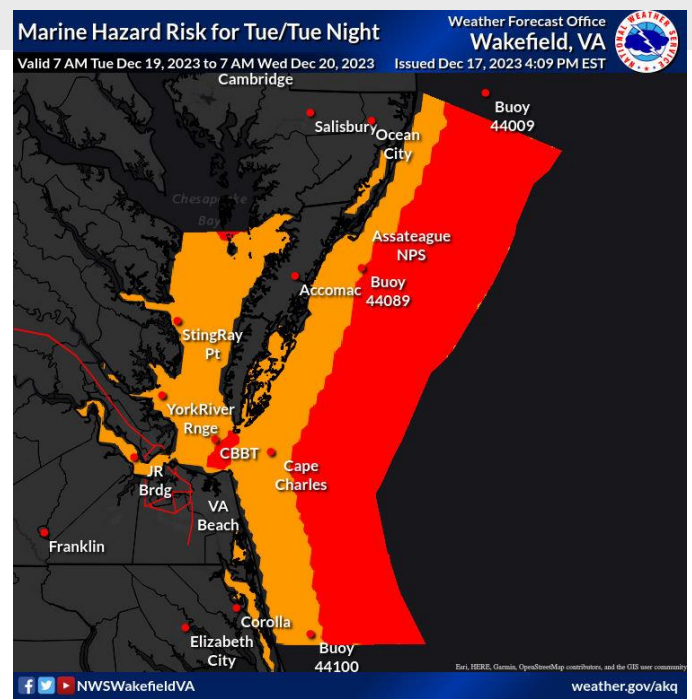 Marine Hazard Risk for Tue/Tue Night
Weather Forecast Office
Wakefield, VA
Valid 7 AM Tue Dec 19, 2023 to 7 AM Wed Dec 20, 2023
Issued Dec 17, 2023 4:09 PM EST
NATIONAL WEATHER SERVICE
Cambridge
Salisbury
Ocean
City
Buoy
44009
Chesapeake
Bay
Assateague
NPS
Accomac
Buoy
44089
StingRay
Pt
YorkRiver
Rnge
CBBT
Cape
Charles
JR
Brdg
VA
Beach
Franklin
Corolla
Elizabeth
City
Buoy
44100
Esri, HERE, Garmin, OpenStreetMap contributors, and the GIS user community
NWSWakefieldVA
weather.gov/akq